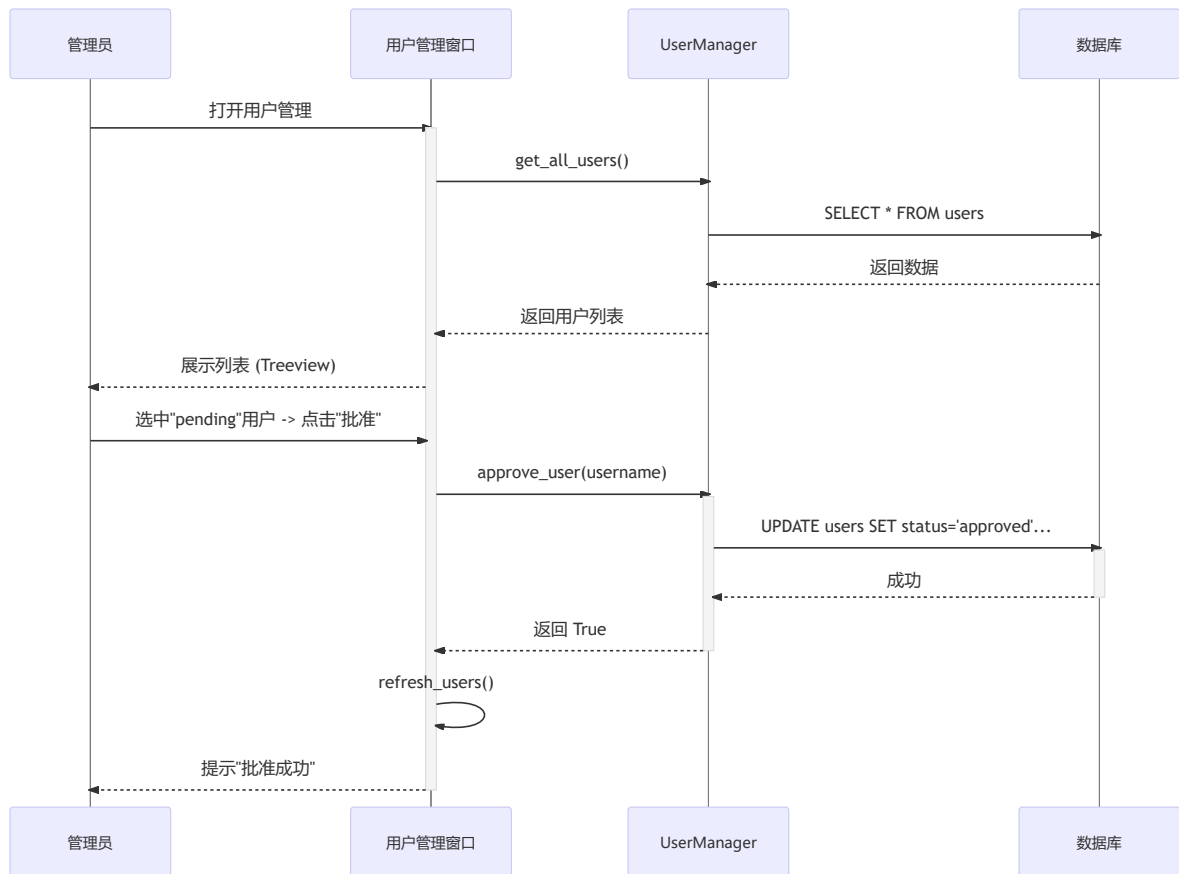 管理员
用户管理窗口
UserManager
数据库
打开用户管理
get_all_users()
SELECT * FROM users
返回数据
返回用户列表
展示列表 (Treeview)
选中"pending"用户 -> 点击"批准"
approve_user(username)
UPDATE users SET status='approved'...
成功
返回 True
refresh_users()
提示"批准成功"
管理员
用户管理窗口
UserManager
数据库